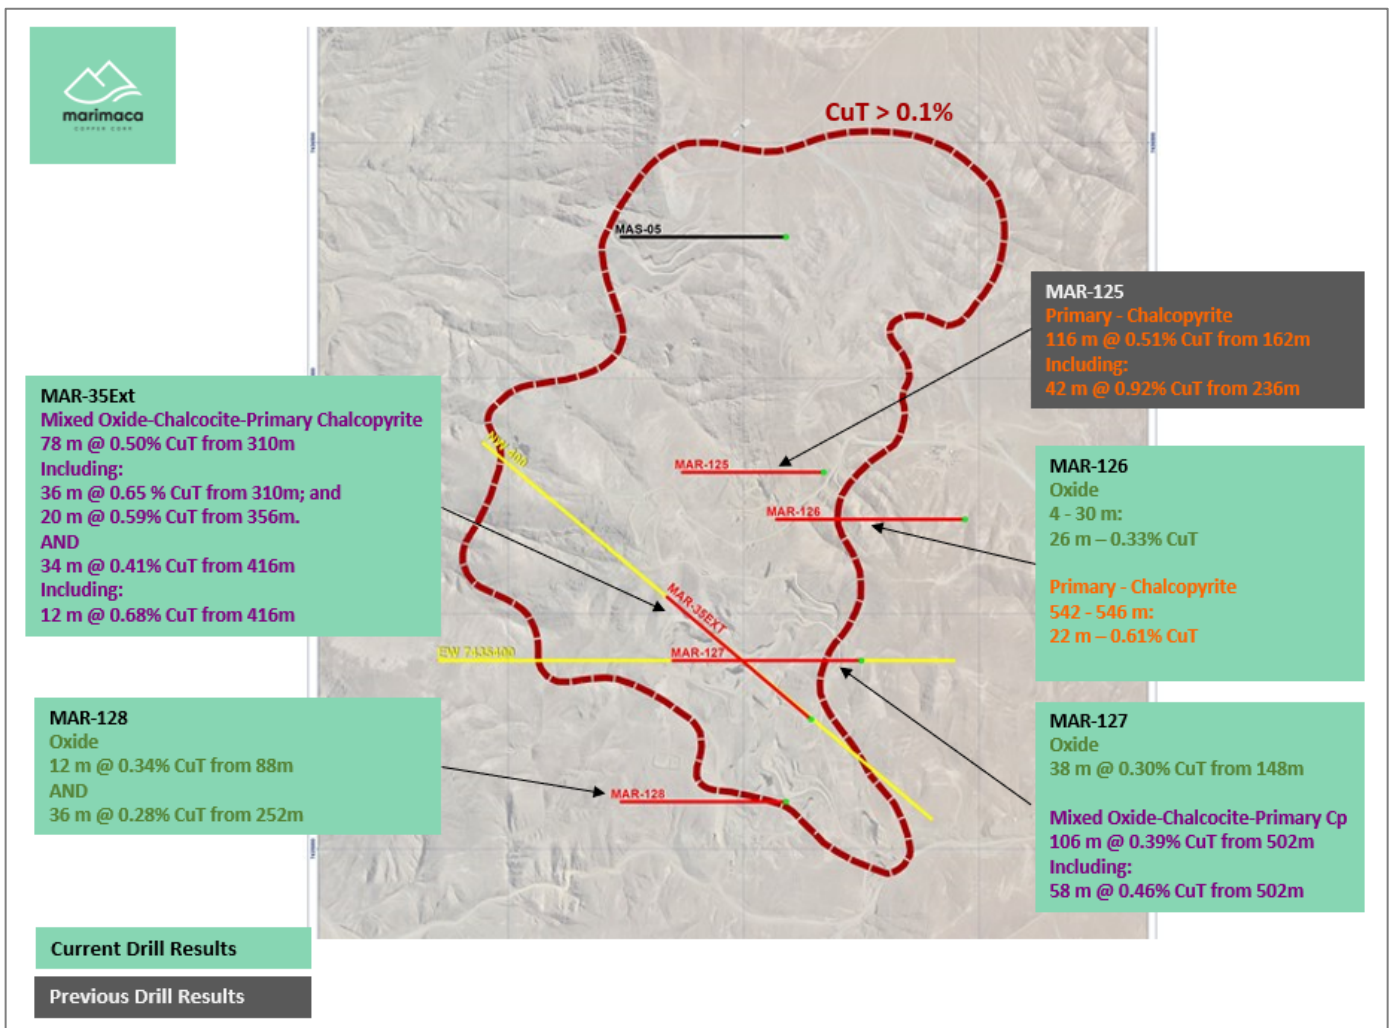 marimaca
COPPER CORP
CuT > 0.1%
MAS-05
MAR-125
Primary - Chalcopyrite
116 m @ 0.51% CuT from 162m
Including:
42 m @ 0.92% CuT from 236m
MAR-35Ext
Mixed Oxide-Chalcocite-Primary Chalcopyrite
78 m @ 0.50% CuT from 310m
Including:
36 m @ 0.65 % CuT from 310m; and
20 m @ 0.59% CuT from 356m.
AND
34 m @ 0.41% CuT from 416m
Including:
12 m @ 0.68% CuT from 416m
MAR-125
MAR-126
MAR-126
Oxide
4 - 30 m:
26 m – 0.33% CuT
Primary - Chalcopyrite
542 - 546 m:
22 m – 0.61% CuT
MAR-35EXT
MAR-127
MAR-128
Oxide
12 m @ 0.34% CuT from 88m
AND
36 m @ 0.28% CuT from 252m
MAR-128
MAR-127
Oxide
38 m @ 0.30% CuT from 148m
Mixed Oxide-Chalcocite-Primary Cp
106 m @ 0.39% CuT from 502m
Including:
58 m @ 0.46% CuT from 502m
Current Drill Results
Previous Drill Results